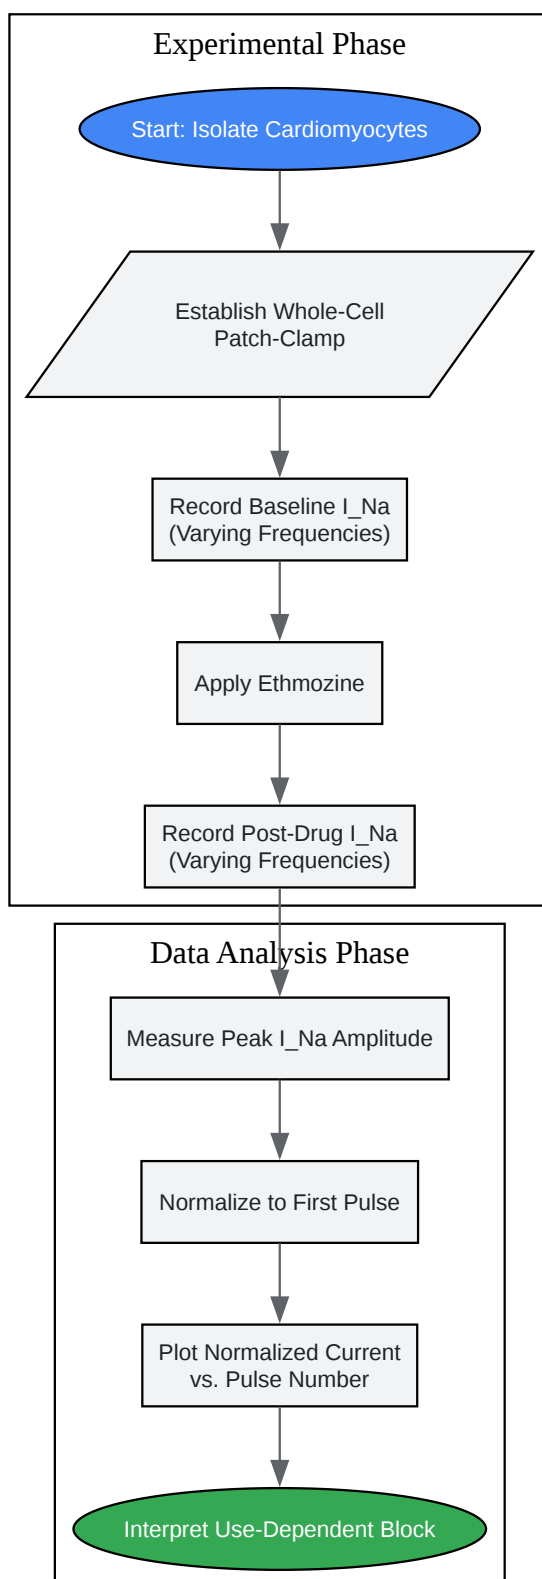 Experimental Phase
Start: Isolate Cardiomyocytes
Establish Whole-Cell
Patch-Clamp
Record Baseline I_Na
(Varying Frequencies)
Apply Ethmozine
Record Post-Drug I_Na
(Varying Frequencies)
Data Analysis Phase
Measure Peak I_Na Amplitude
Normalize to First Pulse
Plot Normalized Current
vs. Pulse Number
Interpret Use-Dependent Block